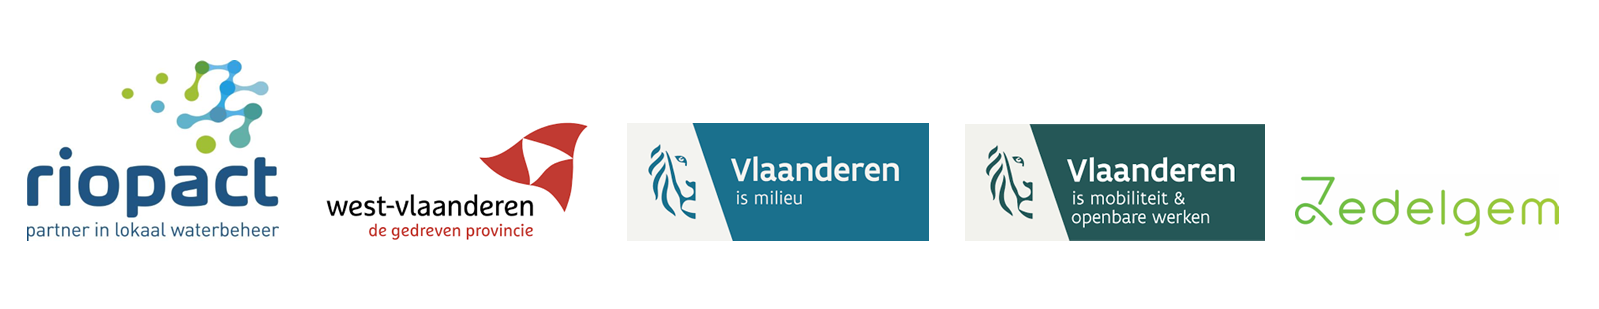 riopact
partner in lokaal waterbeheer
west-vlaanderen
de gedreven provincie
Vlaanderen
is milieu
Vlaanderen
is mobiliteit &
openbare werken
Zedelgem